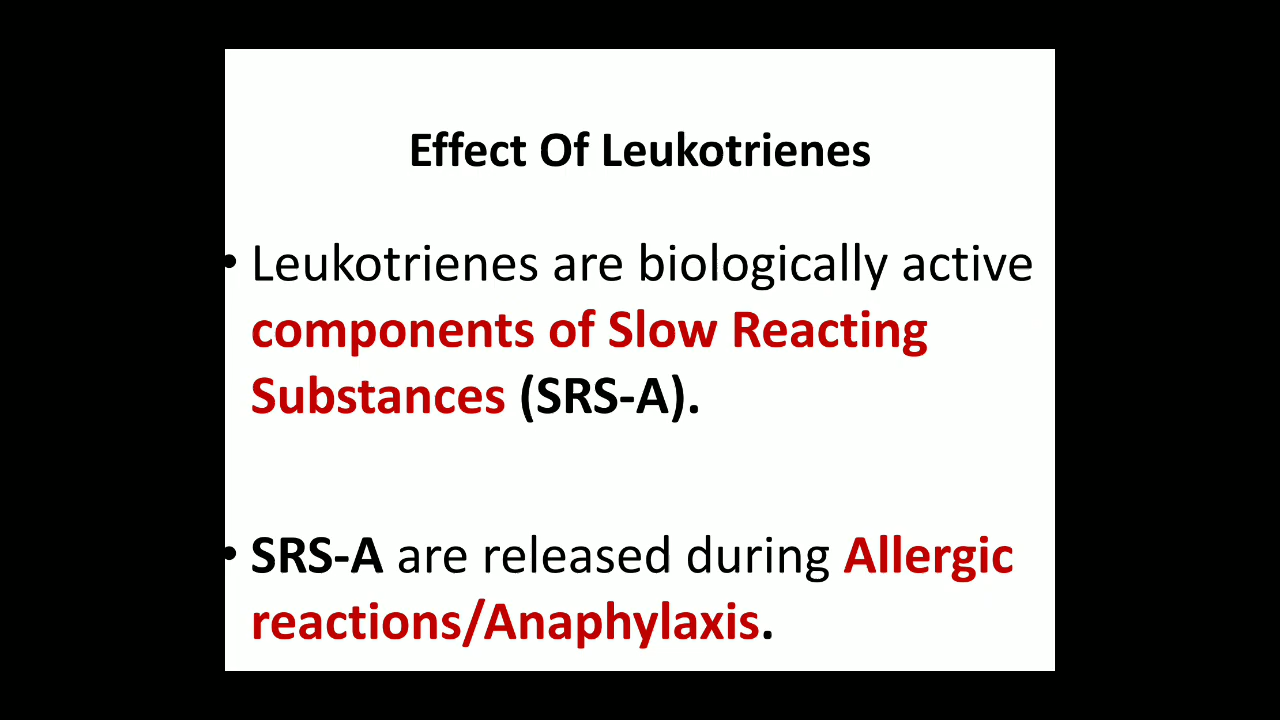 Effect Of Leukotrienes
• Leukotrienes are biologically active
components of Slow Reacting
Substances (SRS-A).
• SRS-A are released during Allergic
reactions/Anaphylaxis.